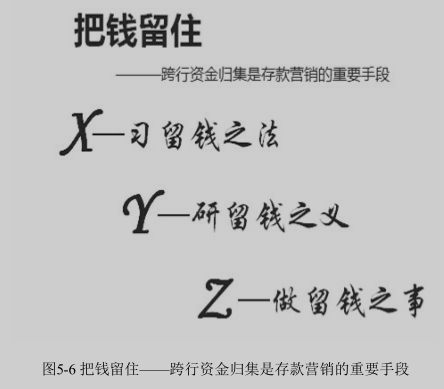 把钱留住
———跨行资金归集是存款营销的重要手段
X—习留钱之法
Y—研留钱之义
Z—做留钱之事
图5-6 把钱留住——跨行资金归集是存款营销的重要手段